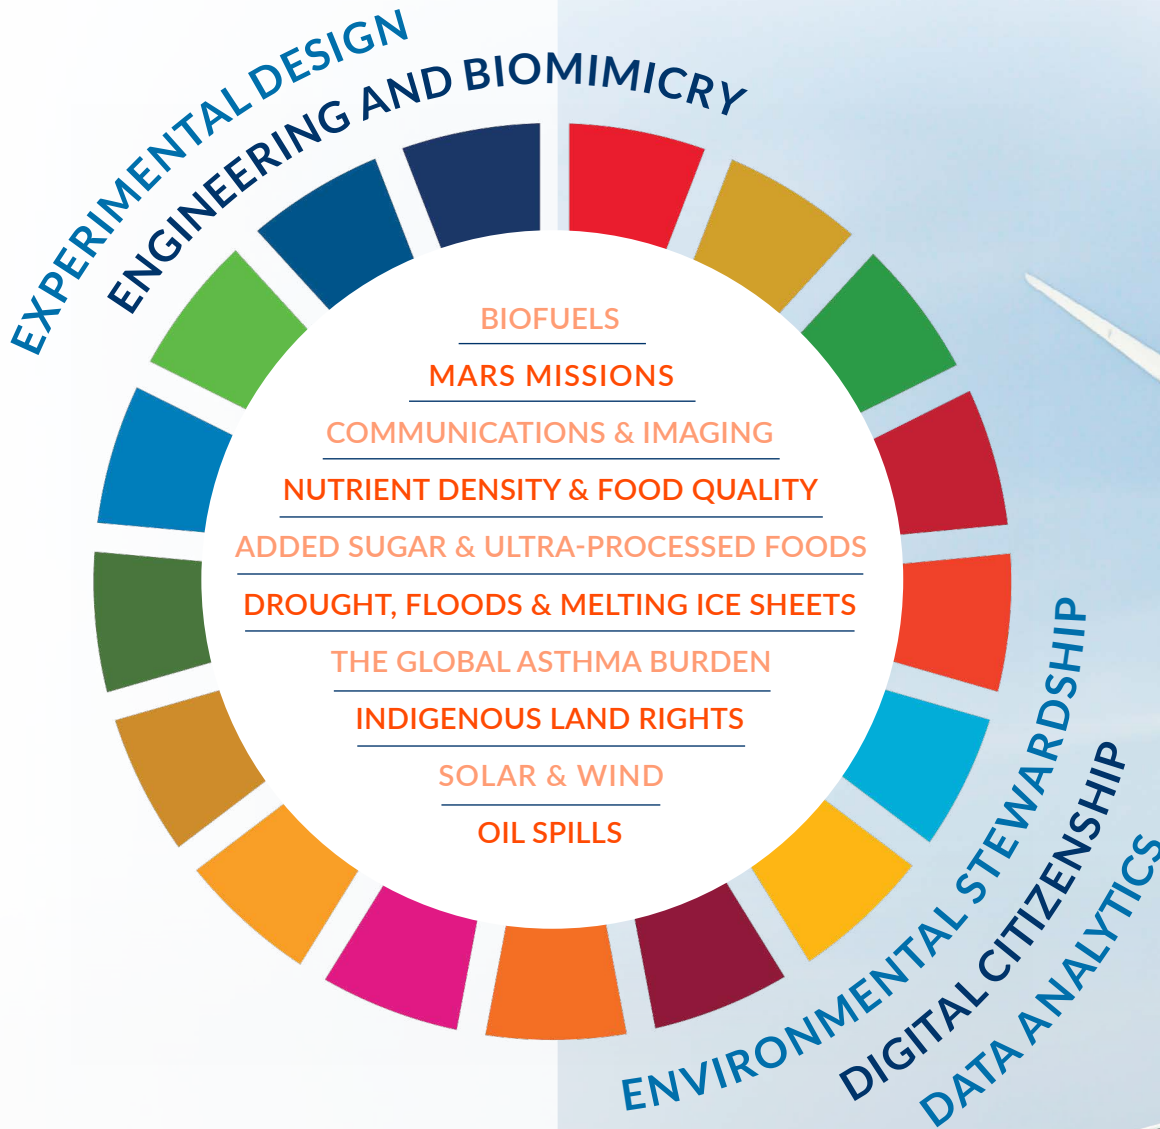 EXPERIMENTAL DESIGN
ENGINEERING AND BIOMIMICRY
BIOFUELS
MARS MISSIONS
COMMUNICATIONS & IMAGING
NUTRIENT DENSITY & FOOD QUALITY
ADDED SUGAR & ULTRA-PROCESSED FOODS
DROUGHT, FLOODS & MELTING ICE SHEETS
THE GLOBAL ASTHMA BURDEN
INDIGENOUS LAND RIGHTS
SOLAR & WIND
OIL SPILLS
ENVIRONMENTAL STEWARDSHIP
DIGITAL CITIZENSHIP
DATA ANALYTICS